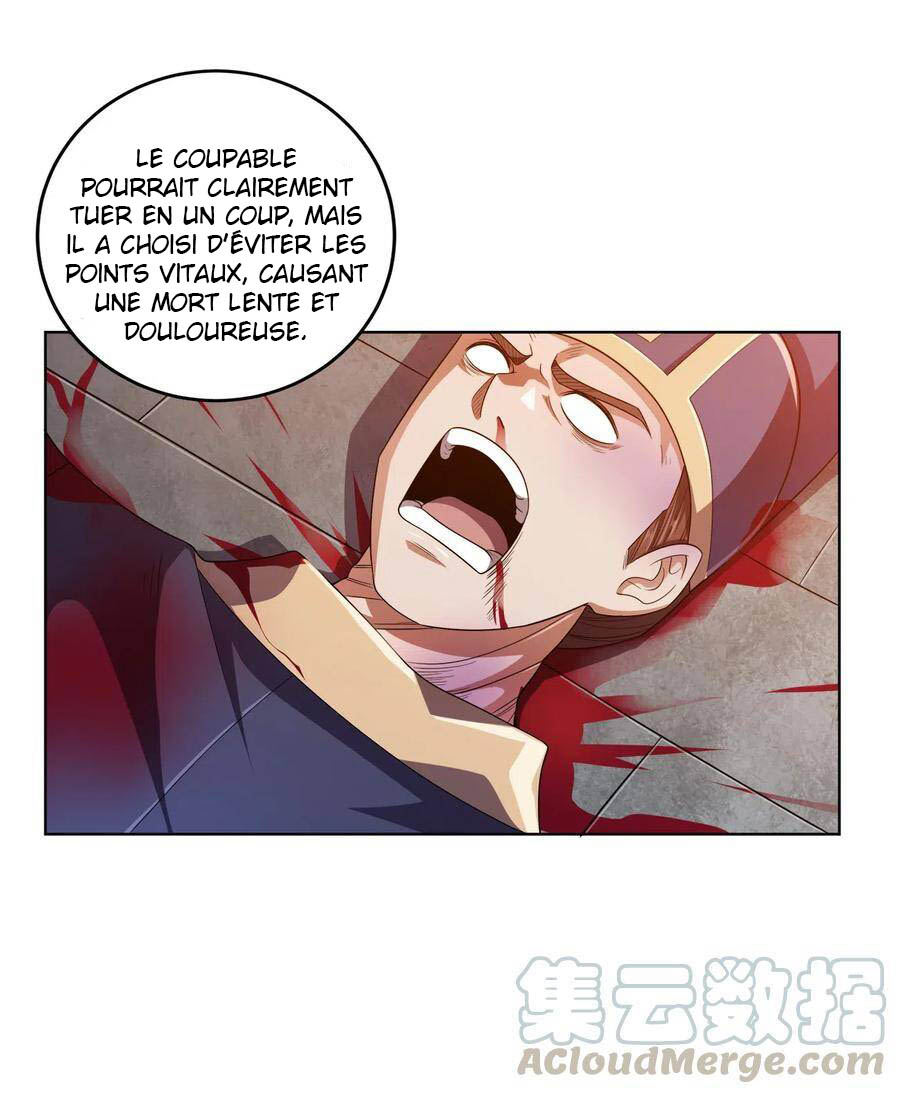 LE COUPABLE
POURRAIT CLAIREMENT
TUER EN UN COUP, MAIS
IL A CHOISI D'ÉVITER LES
POINTS VITAUX, CAUSANT
UNE MORT LENTE ET
DOULOUREUSE.
集云数据
ACloudMerge.com